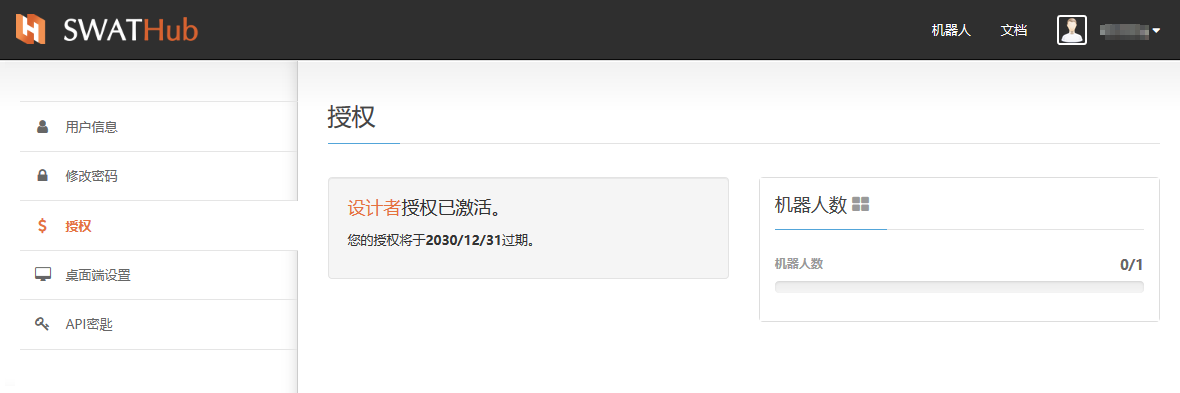 SWATHub
机器人
文档
用户信息
修改密码
授权
桌面端设置
API密匙
授权
设计者授权已激活。
您的授权将于2030/12/31过期。
机器人数
机器人数 0/1